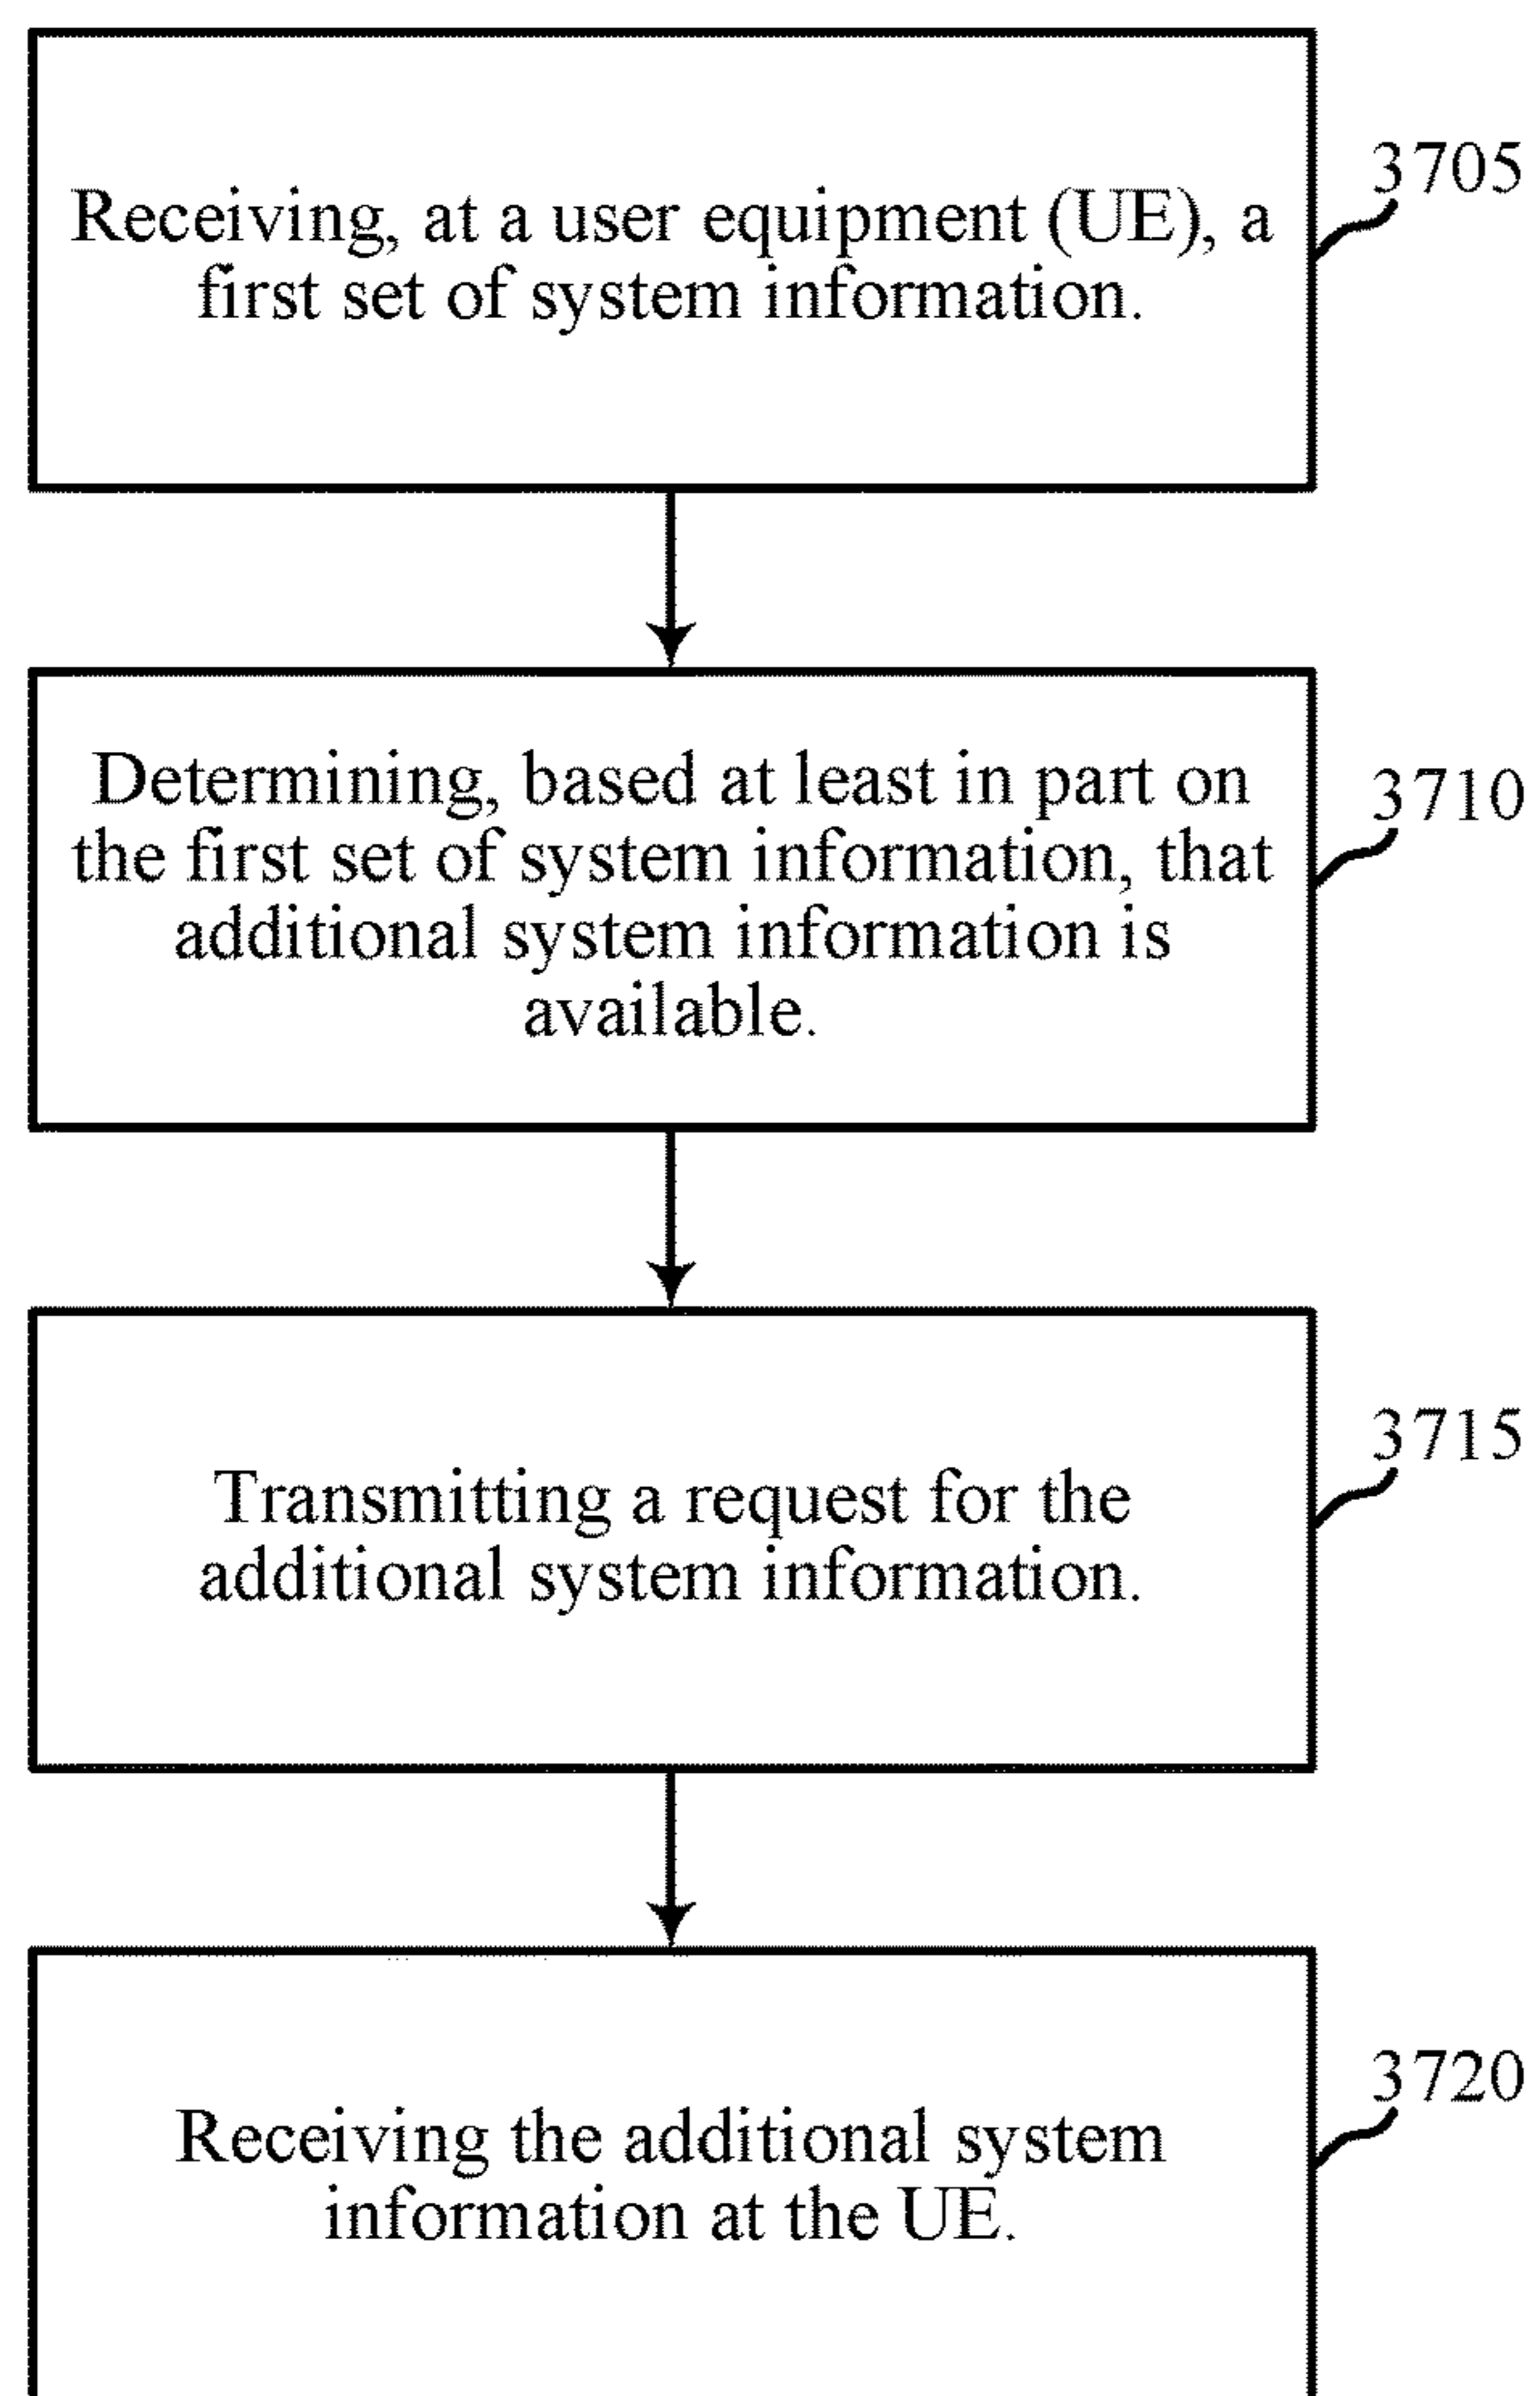 3705
Receiving, at a user equipment (UE), a
first set of system information.
3710
Determining, based at least in part on
the first set of system information, that
additional system information is
available.
3715
Transmitting a request for the
additional system information.
3720
Receiving the additional system
information at the UE.